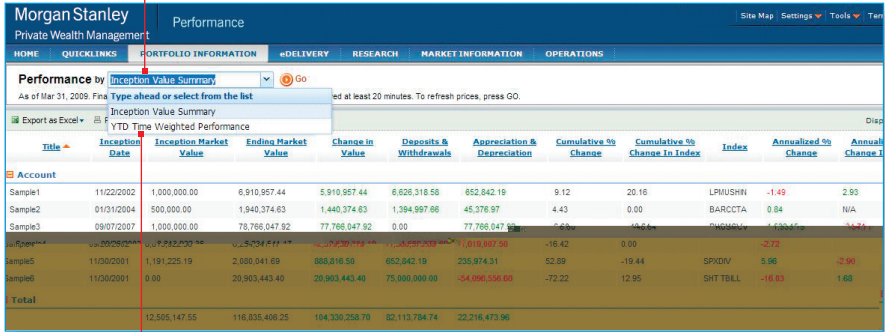 Morgan Stanley
Private Wealth Management
Performance
Site Map Settings Tools
HOME QUICKLINKS PORTFOLIO INFORMATION eDELIVERY RESEARCH MARKET INFORMATION OPERATIONS
Performance by Inception Value Summary Go
As of Mar 31, 2009. at least 20 minutes. To refresh prices, press GO.
Type ahead or select from the list
Inception Value Summary
YTD Time Weighted Performance
Export as Excel
Title Inception Date Inception Market Value Ending Market Value Change in Value Deposits & Withdrawals Appreciation & Depreciation Cumulative % Change Cumulative % Change In Index Index Annualized % Change
Account
Sample1 11/22/2002 1,000,000.00 6,910,957.44 5,910,957.44 6,626,318.58 652,842.19 9.12 20.16 LPMUSHIN -1.49 2.93
Sample2 01/31/2004 500,000.00 1,940,374.63 1,440,374.63 1,394,997.66 45,376.97 4.43 0.00 BARCCTA 0.84 N/A
Sample3 09/07/2007 1,000,000.00 78,766,047.92 77,766,047.92 0.00
-16.42 0.00 -2.72
Sample5 11/30/2001 1,191,225.19 2,080,041.69 888,816.50 652,842.19 235,974.31 52.89 -19.44 SPXDIV 5.96 -2.90
Sample6 11/30/2001 0.00 20,903,443.40 20,903,443.40 75,000,000.00 -54,096,556.60 -72.22 12.95 SHT TBILL -16.03 1.68
Total
12,505,147.55 116,835,406.25 104,330,258.70 82,113,784.74 22,216,473.96